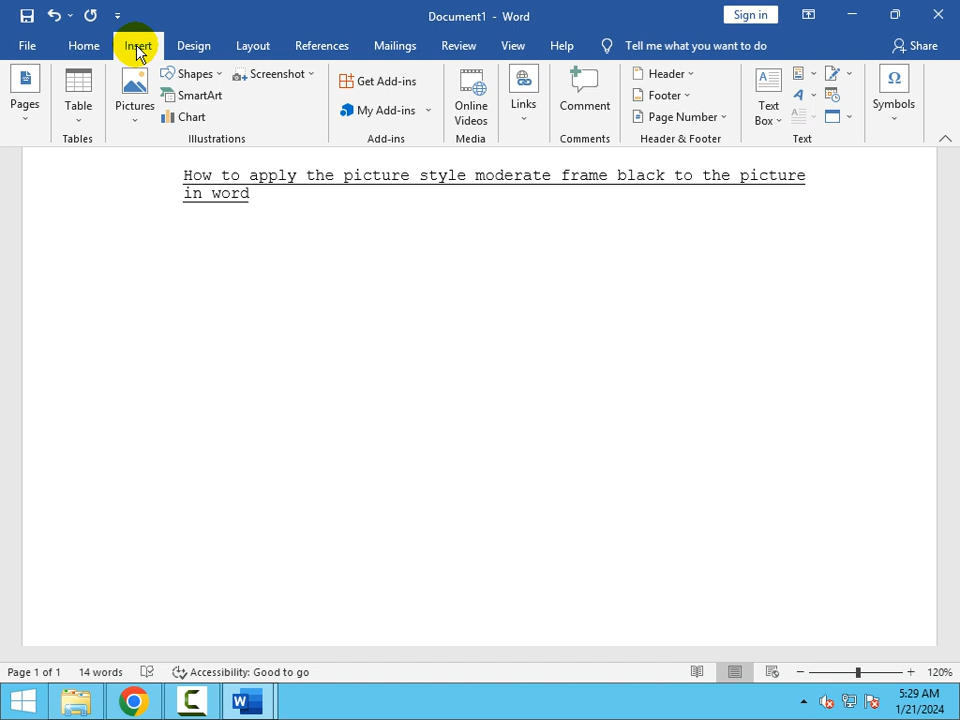 Document1 - Word
Sign in
File Home Insert Design Layout References Mailings Review View Help Tell me what you want to do Share
Pages
Table
Pictures
Shapes
SmartArt
Chart
Screenshot
Get Add-ins
My Add-ins
Online
Videos
Links
Comment
Header
Footer
Page Number
Text
Box
Symbols
Tables Illustrations Add-ins Media Comments Header & Footer Text
How to apply the picture style moderate frame black to the picture
in word
Page 1 of 1 14 words Accessibility: Good to go 120%
5:29 AM
1/21/2024